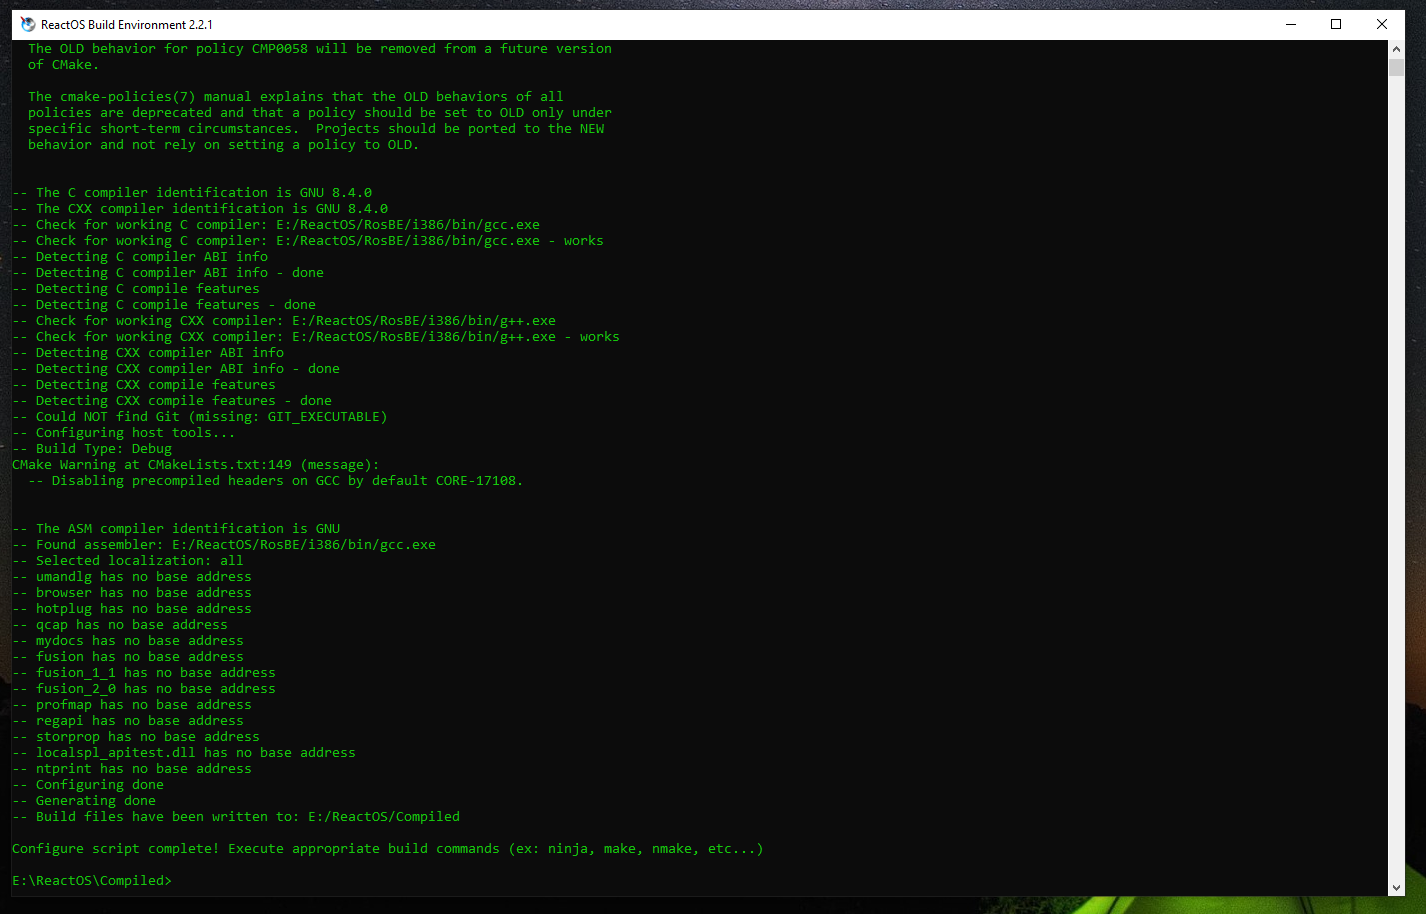 ReactOS Build Environment 2.2.1
The OLD behavior for policy CMP0058 will be removed from a future version
of CMake.
The cmake-policies(7) manual explains that the OLD behaviors of all
policies are deprecated and that a policy should be set to OLD only under
specific short-term circumstances.  Projects should be ported to the NEW
behavior and not rely on setting a policy to OLD.
-- The C compiler identification is GNU 8.4.0
-- The CXX compiler identification is GNU 8.4.0
-- Check for working C compiler: E:/ReactOS/RosBE/i386/bin/gcc.exe
-- Check for working C compiler: E:/ReactOS/RosBE/i386/bin/gcc.exe - works
-- Detecting C compiler ABI info
-- Detecting C compiler ABI info - done
-- Detecting C compile features
-- Detecting C compile features - done
-- Check for working CXX compiler: E:/ReactOS/RosBE/i386/bin/g++.exe
-- Check for working CXX compiler: E:/ReactOS/RosBE/i386/bin/g++.exe - works
-- Detecting CXX compiler ABI info
-- Detecting CXX compiler ABI info - done
-- Detecting CXX compile features
-- Detecting CXX compile features - done
-- Could NOT find Git (missing: GIT_EXECUTABLE)
-- Configuring host tools...
-- Build Type: Debug
CMake Warning at CMakeLists.txt:149 (message):
-- Disabling precompiled headers on GCC by default CORE-17108.
-- The ASM compiler identification is GNU
-- Found assembler: E:/ReactOS/RosBE/i386/bin/gcc.exe
-- Selected localization: all
-- umandlg has no base address
-- browser has no base address
-- hotplug has no base address
-- qcap has no base address
-- mydocs has no base address
-- fusion has no base address
-- fusion_1_1 has no base address
-- fusion_2_0 has no base address
-- profmap has no base address
-- regapi has no base address
-- storprop has no base address
-- localspl_apitest.dll has no base address
-- ntprint has no base address
-- Configuring done
-- Generating done
-- Build files have been written to: E:/ReactOS/Compiled
Configure script complete! Execute appropriate build commands (ex: ninja, make, nmake, etc...)
E:\ReactOS\Compiled>